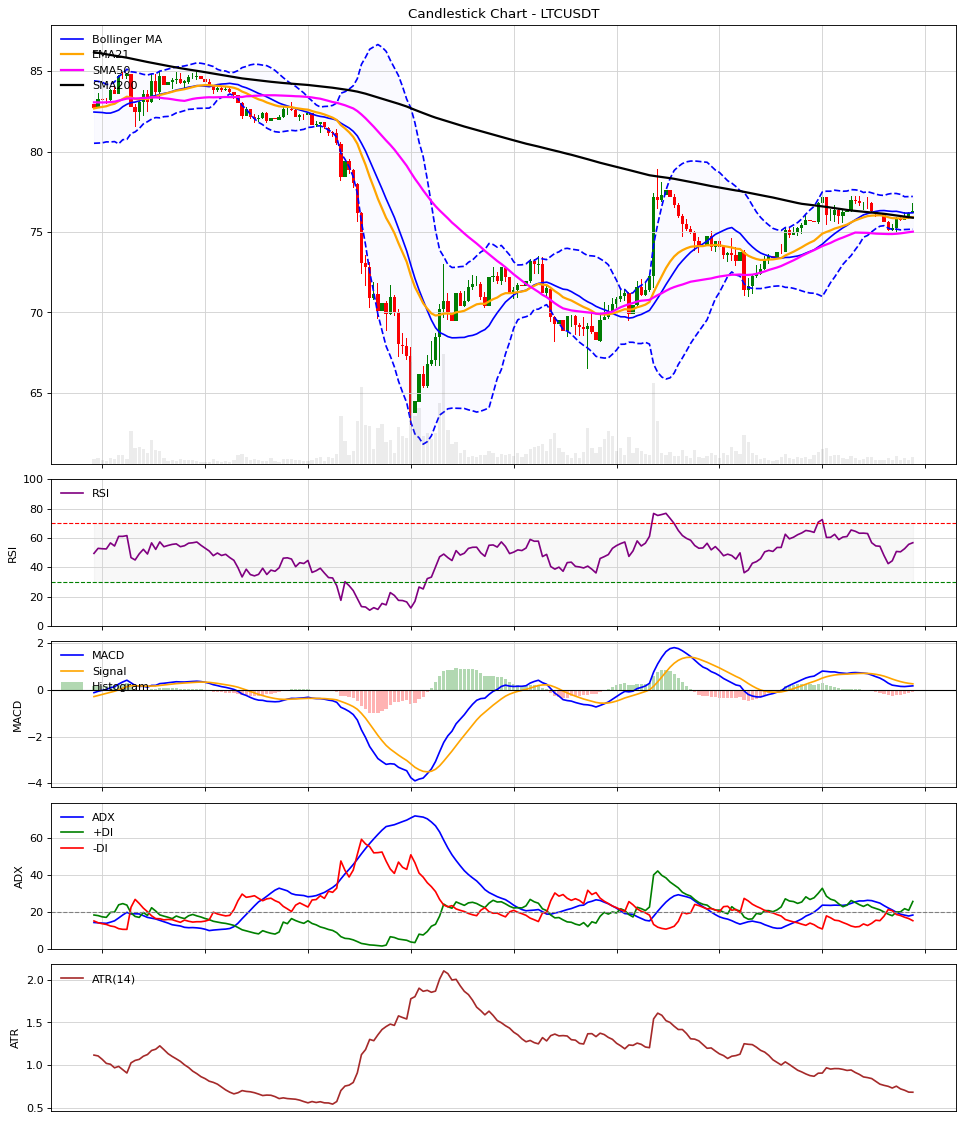 Candlestick Chart - LTCUSDT
Bollinger MA
EMA21
SMA50
SMA200
85
80
75
70
65
100
80
60
40
20
0
RSI
RSI
2
0
−2
−4
MACD
MACD
Signal
Histogram
60
40
20
0
ADX
ADX
+DI
-DI
2.0
1.5
1.0
0.5
ATR
ATR(14)